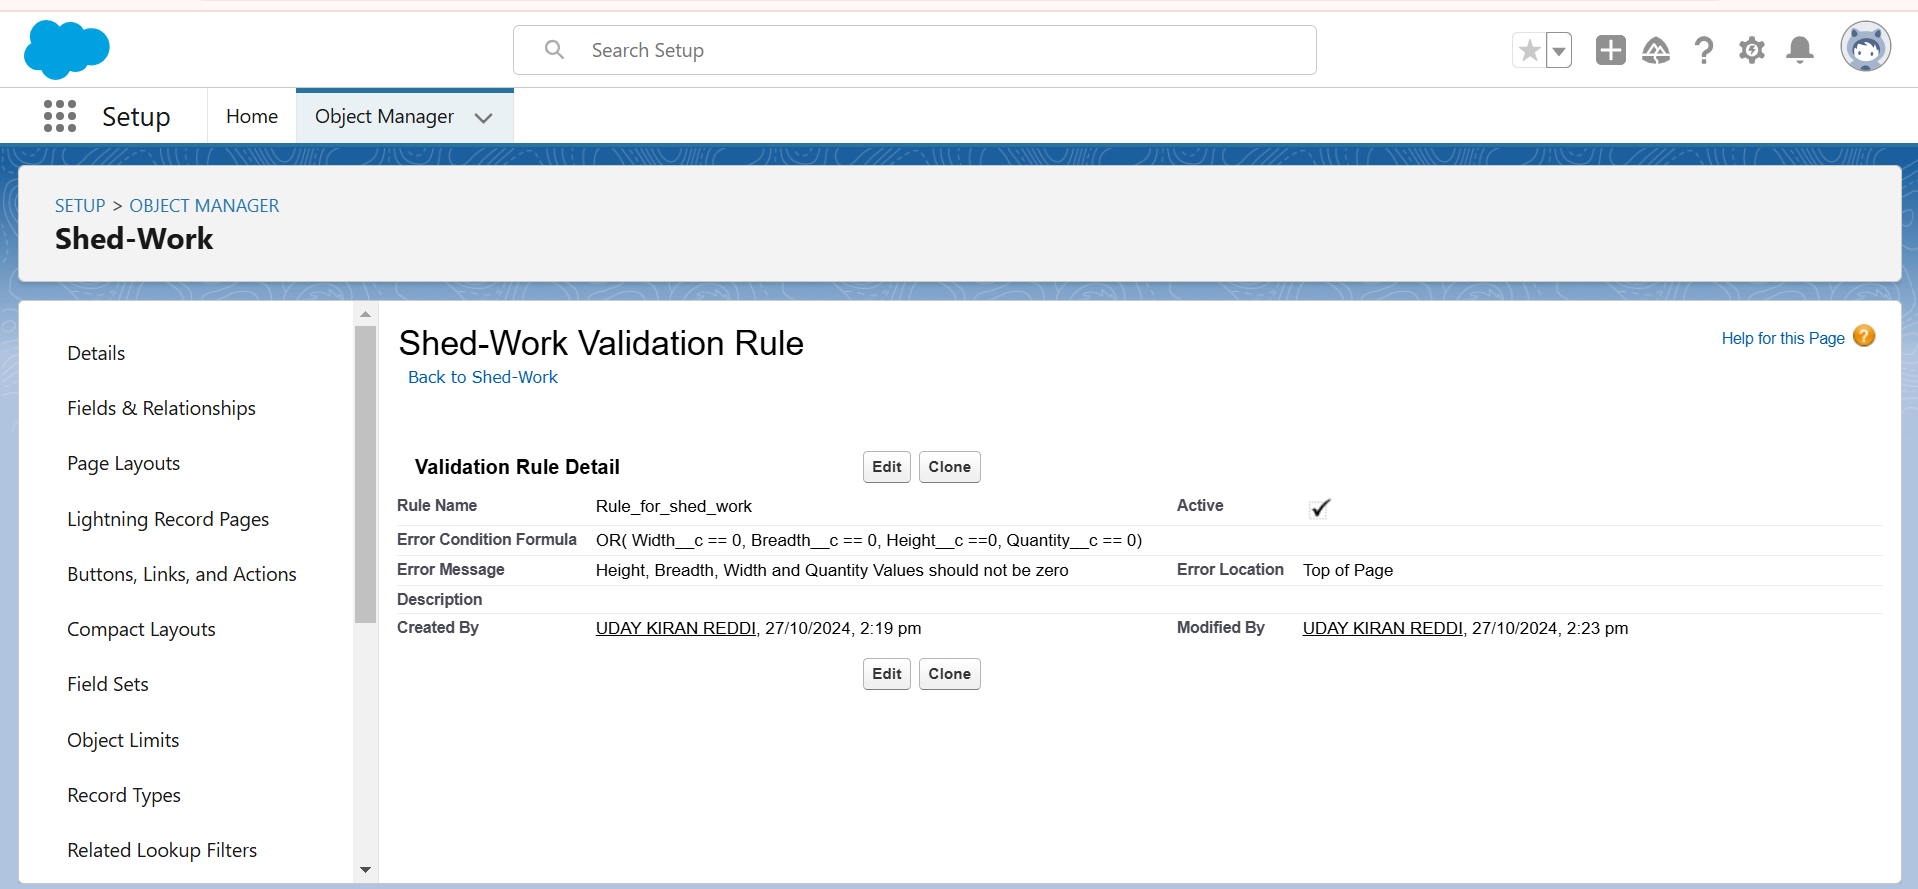 Search Setup
Setup
Home
Object Manager
SETUP > OBJECT MANAGER
Shed-Work
Details
Fields & Relationships
Page Layouts
Lightning Record Pages
Buttons, Links, and Actions
Compact Layouts
Field Sets
Object Limits
Record Types
Related Lookup Filters
Shed-Work Validation Rule
Help for this Page ?
Back to Shed-Work
Validation Rule Detail
Edit Clone
Rule Name Rule_for_shed_work Active
Error Condition Formula OR( Width__c == 0, Breadth__c == 0, Height__c ==0, Quantity__c == 0)
Error Message Height, Breadth, Width and Quantity Values should not be zero Error Location Top of Page
Description
Created By UDAY KIRAN REDDI, 27/10/2024, 2:19 pm Modified By UDAY KIRAN REDDI, 27/10/2024, 2:23 pm
Edit Clone